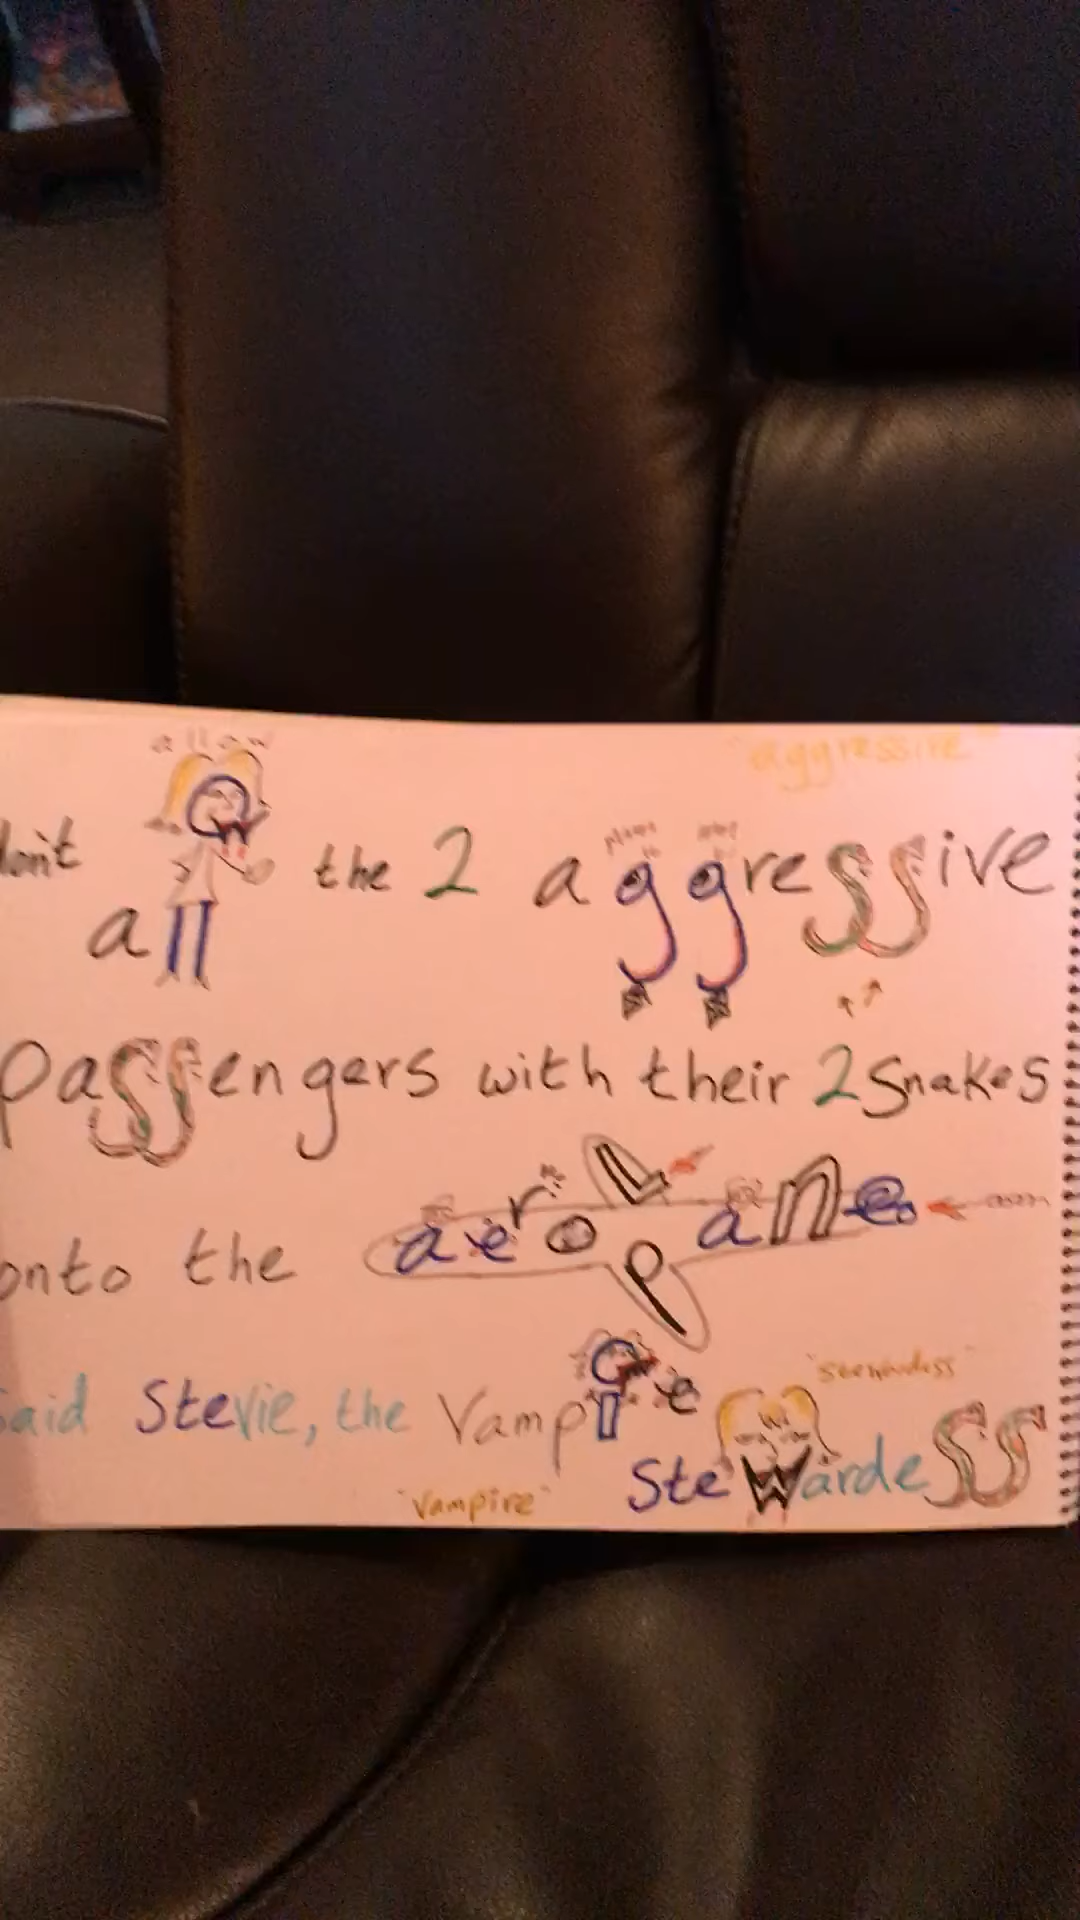 allow "aggressive"
don't allow the 2 aggressive
passengers with their 2 snakes
onto the aeroplane
said Stevie, the Vampire "stewardess"
"Vampire" StewardeSS